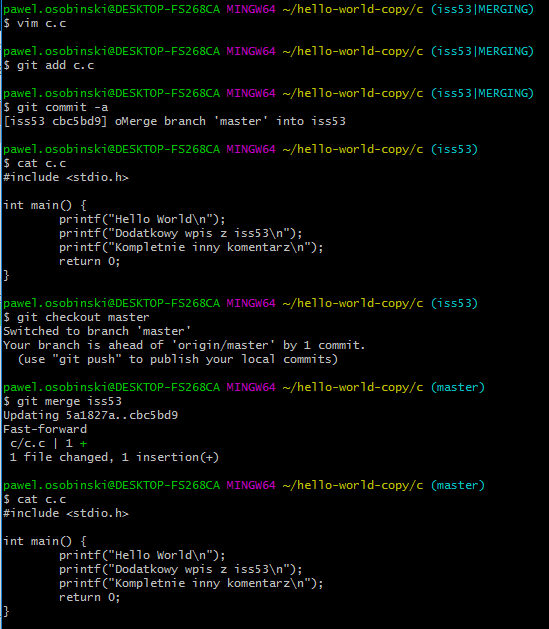 pawel.osobinski@DESKTOP-FS268CA MINGW64 ~/hello-world-copy/c (iss53|MERGING)
$ vim c.c
pawel.osobinski@DESKTOP-FS268CA MINGW64 ~/hello-world-copy/c (iss53|MERGING)
$ git add c.c
pawel.osobinski@DESKTOP-FS268CA MINGW64 ~/hello-world-copy/c (iss53|MERGING)
$ git commit -a
[iss53 cbc5bd9] oMerge branch 'master' into iss53
pawel.osobinski@DESKTOP-FS268CA MINGW64 ~/hello-world-copy/c (iss53)
$ cat c.c
#include <stdio.h>
int main() {
        printf("Hello World\n");
        printf("Dodatkowy wpis z iss53\n");
        printf("Kompletnie inny komentarz\n");
        return 0;
}
pawel.osobinski@DESKTOP-FS268CA MINGW64 ~/hello-world-copy/c (iss53)
$ git checkout master
Switched to branch 'master'
Your branch is ahead of 'origin/master' by 1 commit.
  (use "git push" to publish your local commits)
pawel.osobinski@DESKTOP-FS268CA MINGW64 ~/hello-world-copy/c (master)
$ git merge iss53
Updating 5a1827a..cbc5bd9
Fast-forward
 c/c.c | 1 +
 1 file changed, 1 insertion(+)
pawel.osobinski@DESKTOP-FS268CA MINGW64 ~/hello-world-copy/c (master)
$ cat c.c
#include <stdio.h>
int main() {
        printf("Hello World\n");
        printf("Dodatkowy wpis z iss53\n");
        printf("Kompletnie inny komentarz\n");
        return 0;
}